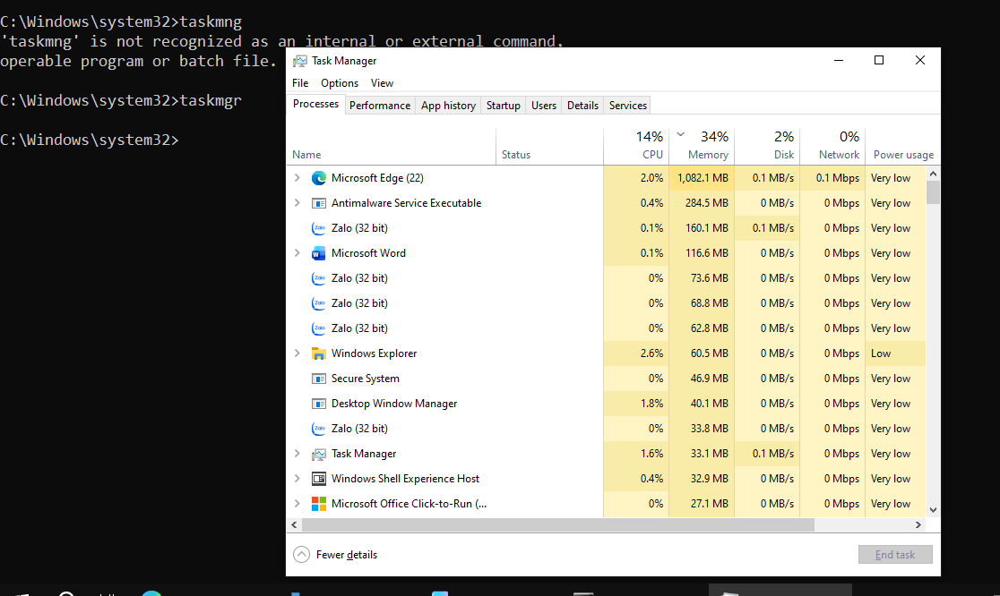 C:\Windows\system32>taskmng
'taskmng' is not recognized as an internal or external command,
operable program or batch file.
C:\Windows\system32>taskmgr
C:\Windows\system32>
Task Manager
File Options View
Processes Performance App history Startup Users Details Services
14% 34% 2% 0%
Name Status CPU Memory Disk Network Power usage
Microsoft Edge (22) 2.0% 1,082.1 MB 0.1 MB/s 0.1 Mbps Very low
Antimalware Service Executable 0.4% 284.5 MB 0 MB/s 0 Mbps Very low
Zalo (32 bit) 0.1% 160.1 MB 0.1 MB/s 0 Mbps Very low
Microsoft Word 0.1% 116.6 MB 0 MB/s 0 Mbps Very low
Zalo (32 bit) 0% 73.6 MB 0 MB/s 0 Mbps Very low
Zalo (32 bit) 0% 68.8 MB 0 MB/s 0 Mbps Very low
Zalo (32 bit) 0% 62.8 MB 0 MB/s 0 Mbps Very low
Windows Explorer 2.6% 60.5 MB 0 MB/s 0 Mbps Low
Secure System 0% 46.9 MB 0 MB/s 0 Mbps Very low
Desktop Window Manager 1.8% 40.1 MB 0 MB/s 0 Mbps Very low
Zalo (32 bit) 0% 33.8 MB 0 MB/s 0 Mbps Very low
Task Manager 1.6% 33.1 MB 0.1 MB/s 0 Mbps Very low
Windows Shell Experience Host 0.4% 32.9 MB 0 MB/s 0 Mbps Very low
Microsoft Office Click-to-Run (... 0% 27.1 MB 0 MB/s 0 Mbps Very low
Fewer details End task